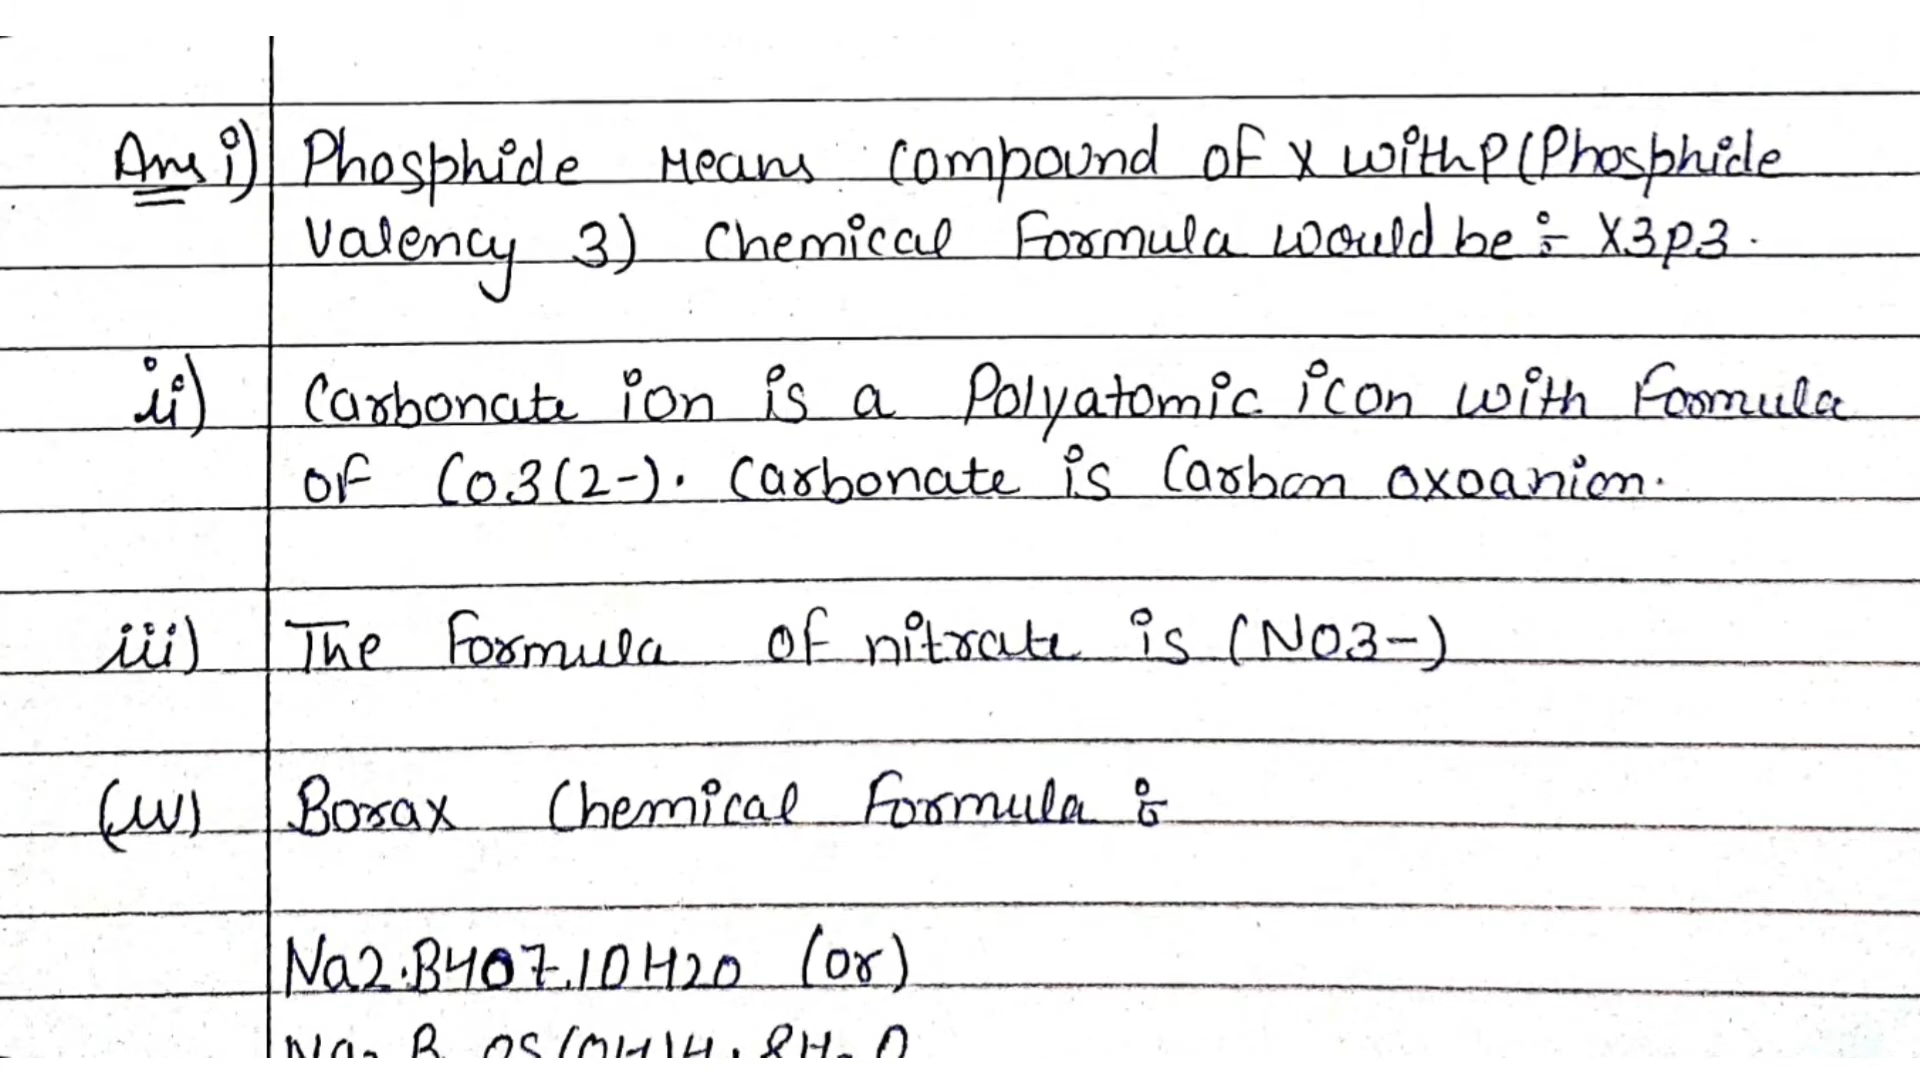 Ans i) Phosphide Means compound of X with P (Phosphide
Valency 3) Chemical Formula would be :- X3P3.
ii) Carbonate ion is a Polyatomic icon with Formula
of CO3(2-). Carbonate is Carbon oxoanion.
iii) The Formula of nitrate is (NO3-)
(iv) Borax Chemical Formula :-
Na2.B4O7.10H2O (or)